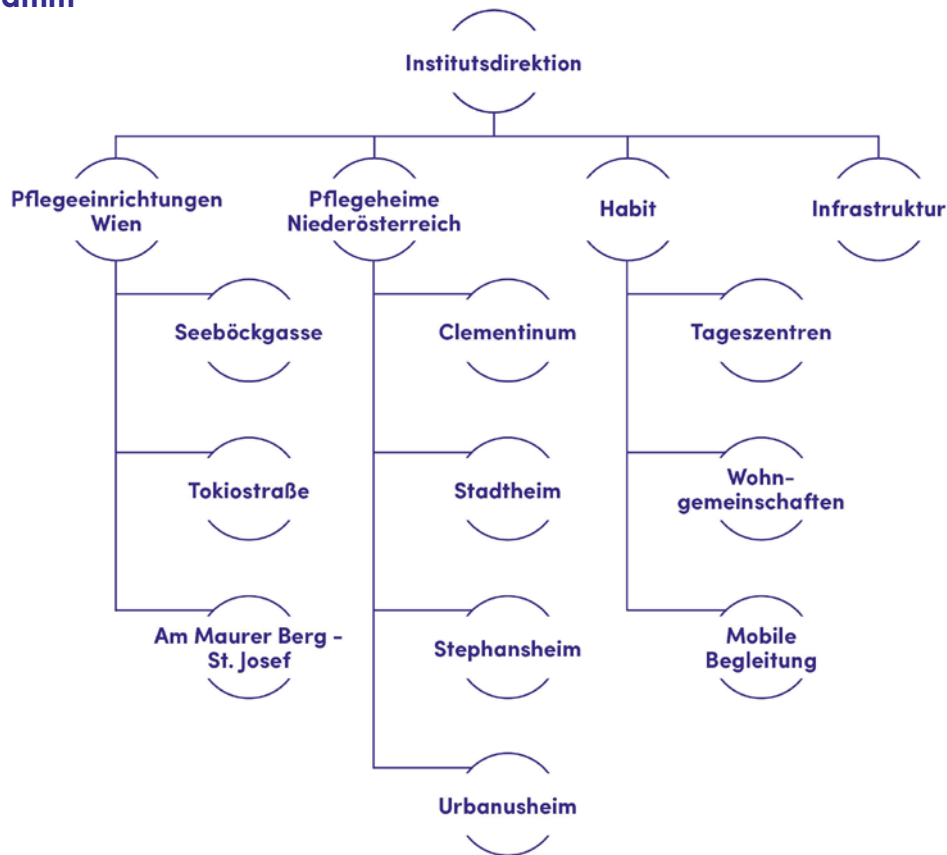 Institutsdirektion
Pflegeeinrichtungen
Wien
Pflegeheime
Niederösterreich
Habit
Infrastruktur
Seeböckgasse
Clementinum
Tageszentren
Tokiostraße
Stadtheim
Wohn-
gemeinschaften
Am Maurer Berg -
St. Josef
Stephansheim
Mobile
Begleitung
Urbanusheim